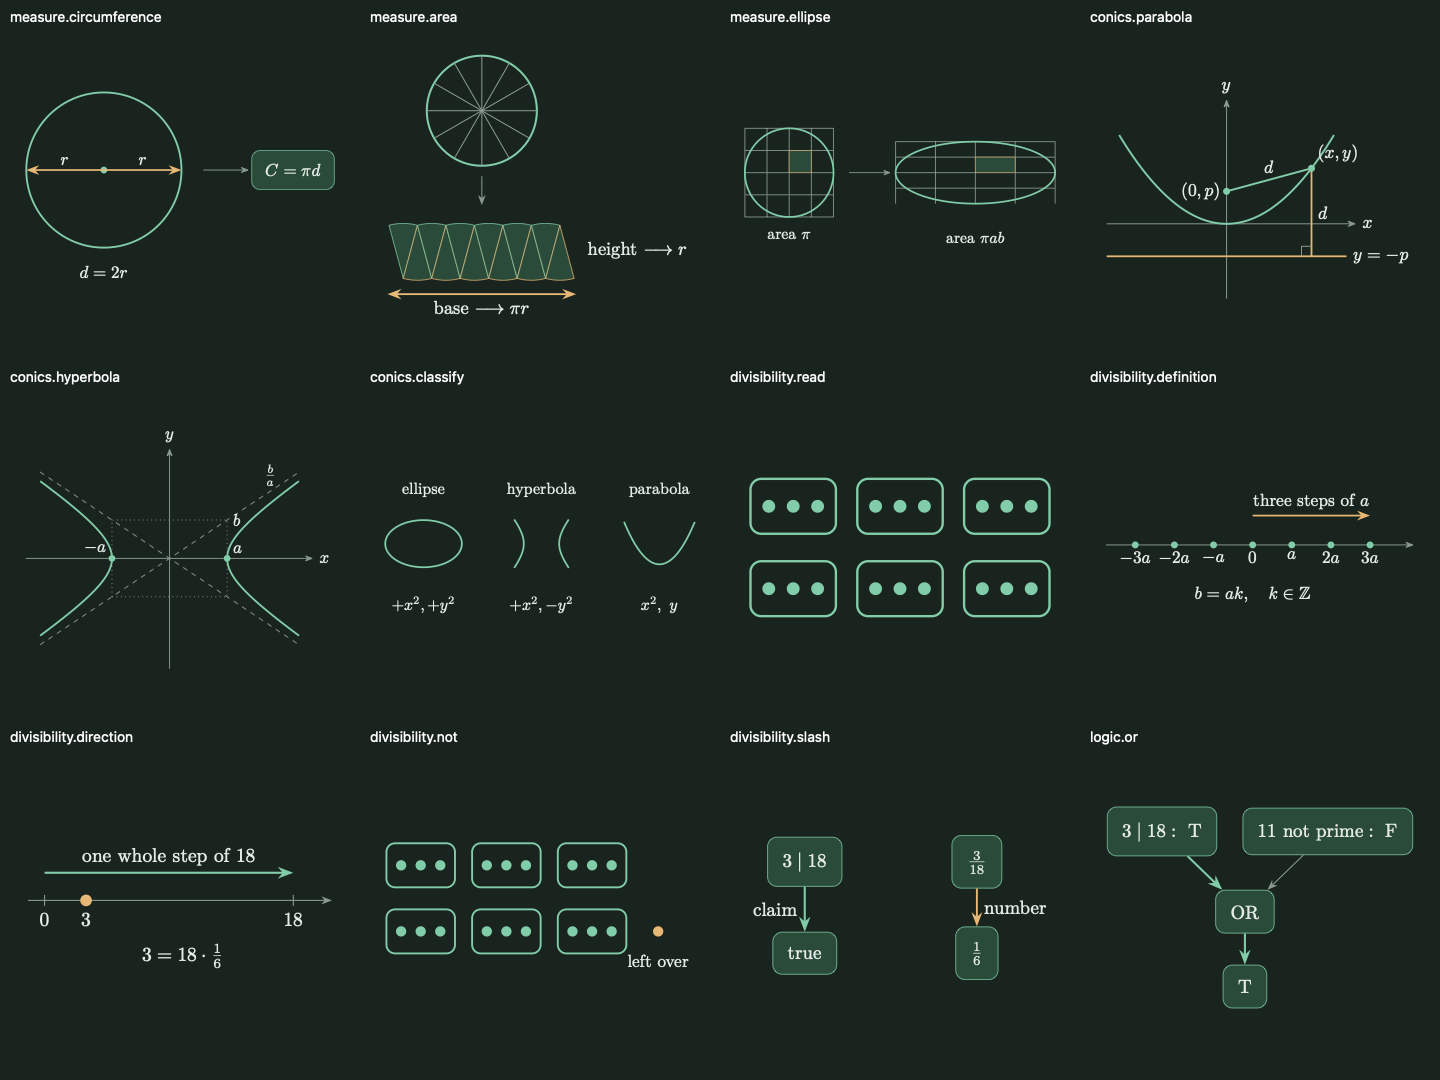 measure.circumference
r r
C = πd
d = 2r
measure.area
height ⟶ r
base ⟶ πr
measure.ellipse
area π
area πab
conics.parabola
y
(x, y)
d
(0, p)
d
x
y = −p
conics.hyperbola
y
b/a
b
−a
a
x
conics.classify
ellipse hyperbola parabola
+x², +y² +x², −y² x², y
divisibility.read
divisibility.definition
three steps of a
−3a −2a −a 0 a 2a 3a
b = ak, k ∈ ℤ
divisibility.direction
one whole step of 18
0 3 18
3 = 18 · 1/6
divisibility.not
left over
divisibility.slash
3 | 18
claim
true
3/18
number
1/6
logic.or
3 | 18 : T
11 not prime : F
OR
T